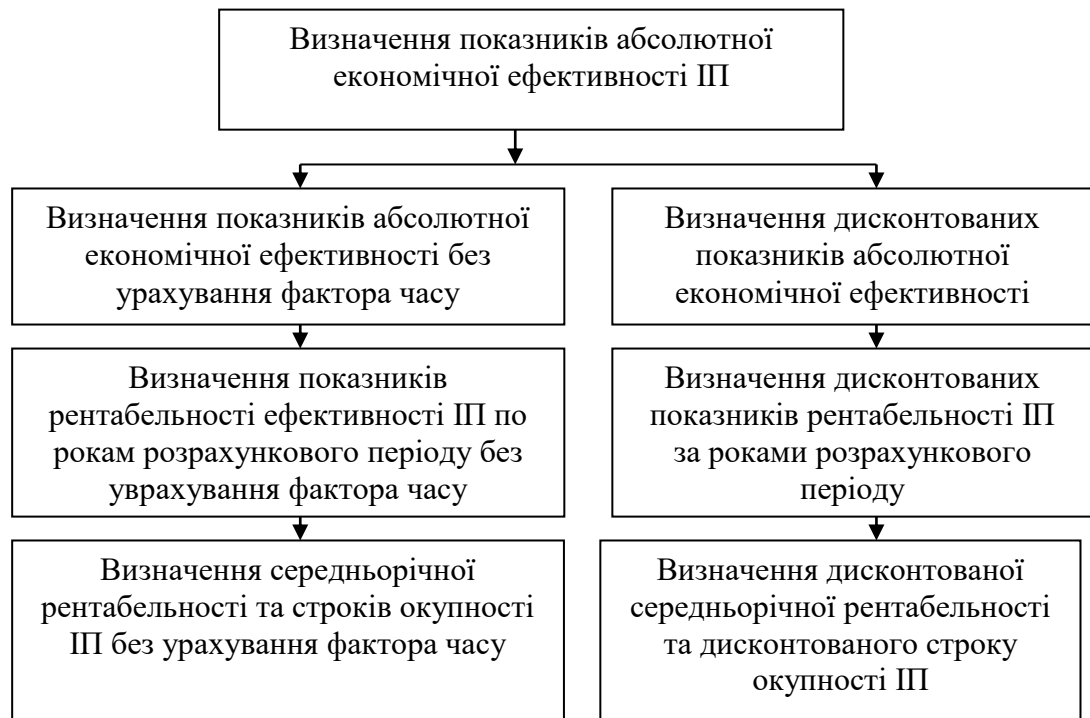 Визначення показників абсолютної
економічної ефективності ІП
Визначення показників абсолютної
економічної ефективності без
урахування фактора часу
Визначення дисконтованих
показників абсолютної
економічної ефективності
Визначення показників
рентабельності ефективності ІП по
рокам розрахункового періоду без
уврахування фактора часу
Визначення дисконтованих
показників рентабельності ІП
за роками розрахункового
періоду
Визначення середньорічної
рентабельності та строків окупності
ІП без урахування фактора часу
Визначення дисконтованої
середньорічної рентабельності
та дисконтованого строку
окупності ІП